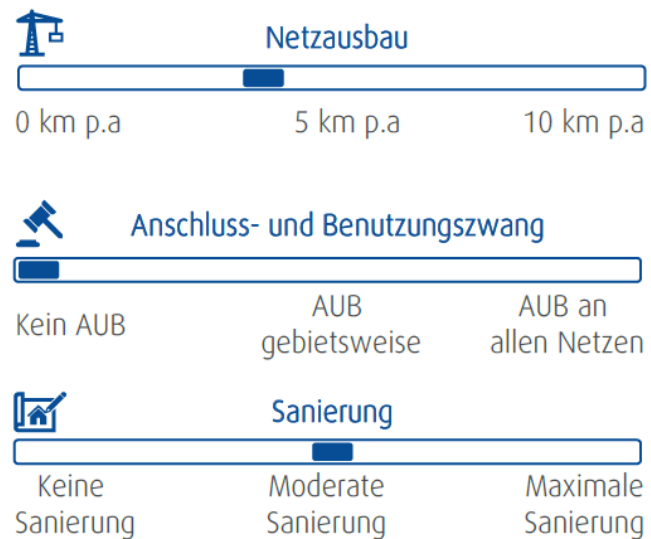 Netzausbau
0 km p.a 5 km p.a 10 km p.a
Anschluss- und Benutzungszwang
Kein AUB
AUB
gebietsweise
AUB an
allen Netzen
Sanierung
Keine
Sanierung
Moderate
Sanierung
Maximale
Sanierung